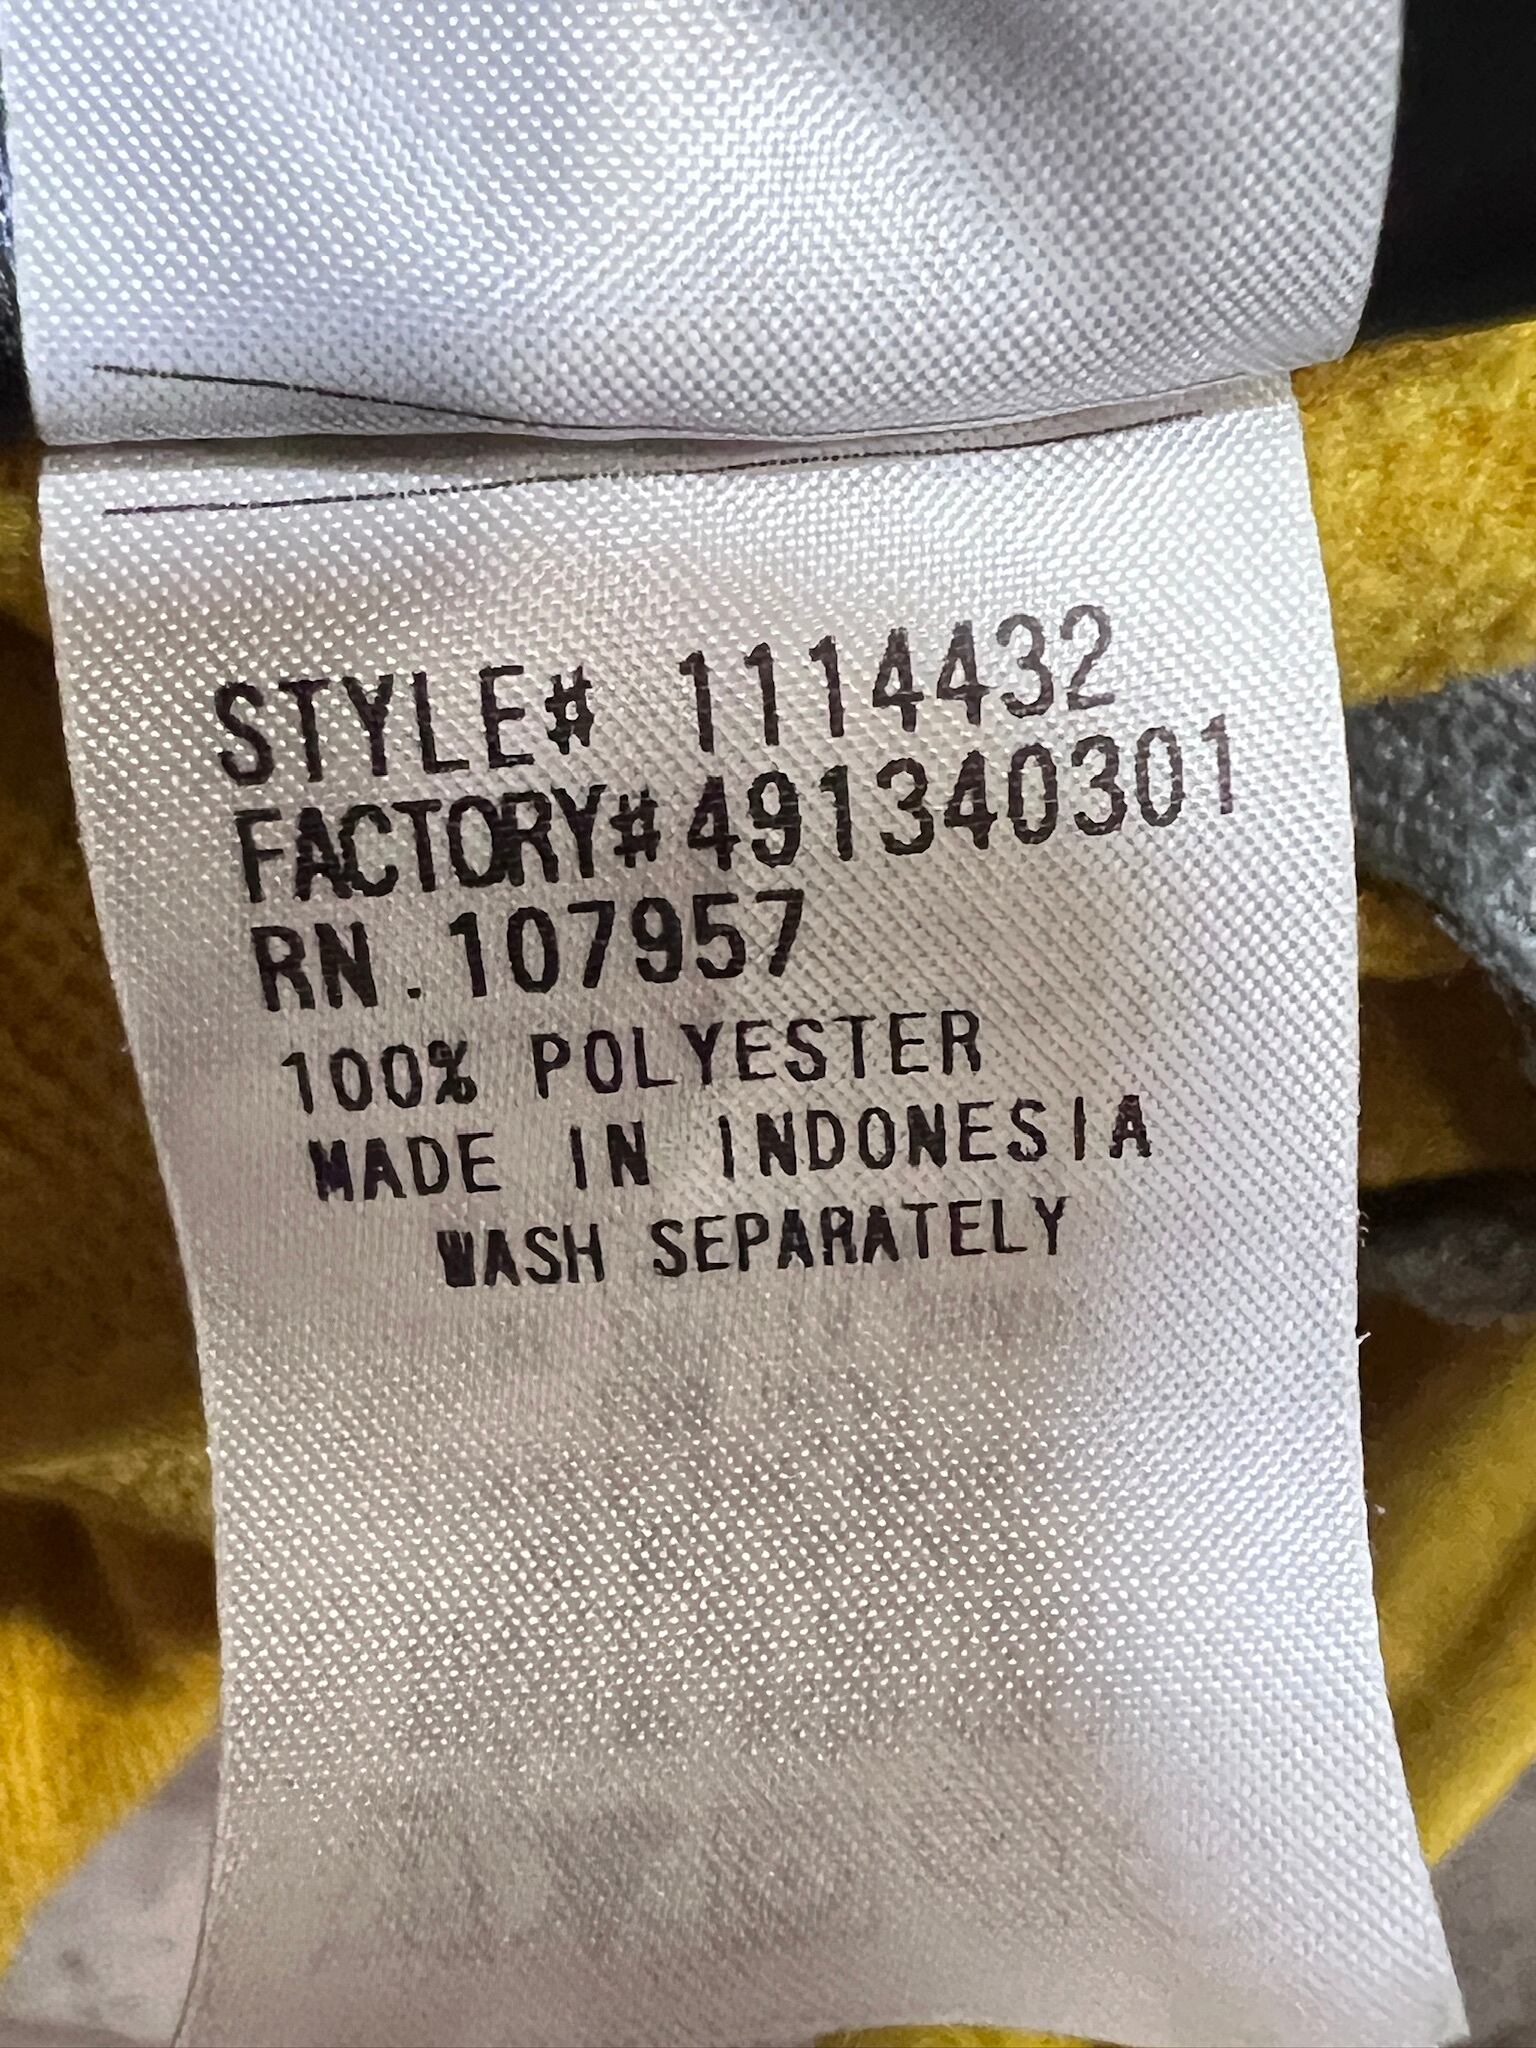 STYLE# 1114432
FACTORY#491340301
RN. 107957
100% POLYESTER
MADE IN INDONESIA
WASH SEPARATELY